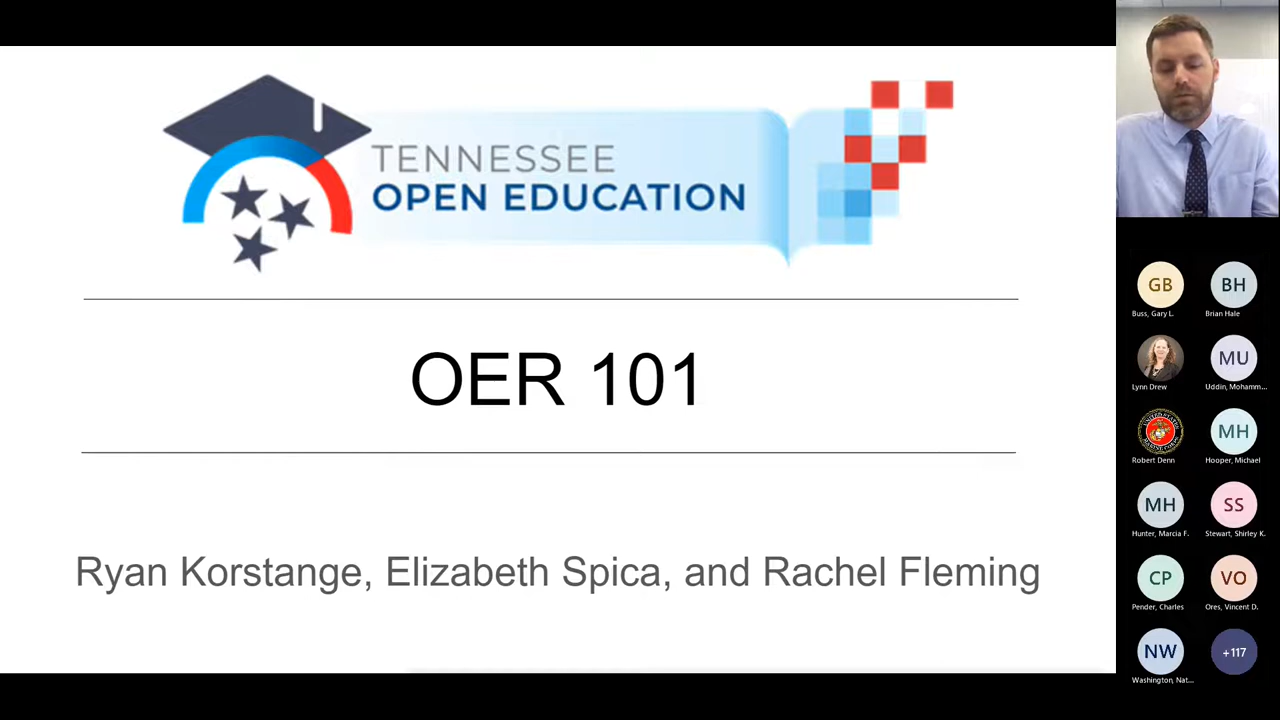 TENNESSEE
OPEN EDUCATION
OER 101
Ryan Korstange, Elizabeth Spica, and Rachel Fleming
GB
BH
Buss, Gary L.
Brian Hale
MU
Lynn Drew
Uddin, Mohamm...
MH
Robert Denn
Hooper, Michael
MH
SS
Hunter, Marcia F.
Stewart, Shirley K.
CP
VO
Pender, Charles
Ores, Vincent D.
NW
+117
Washington, Nat...